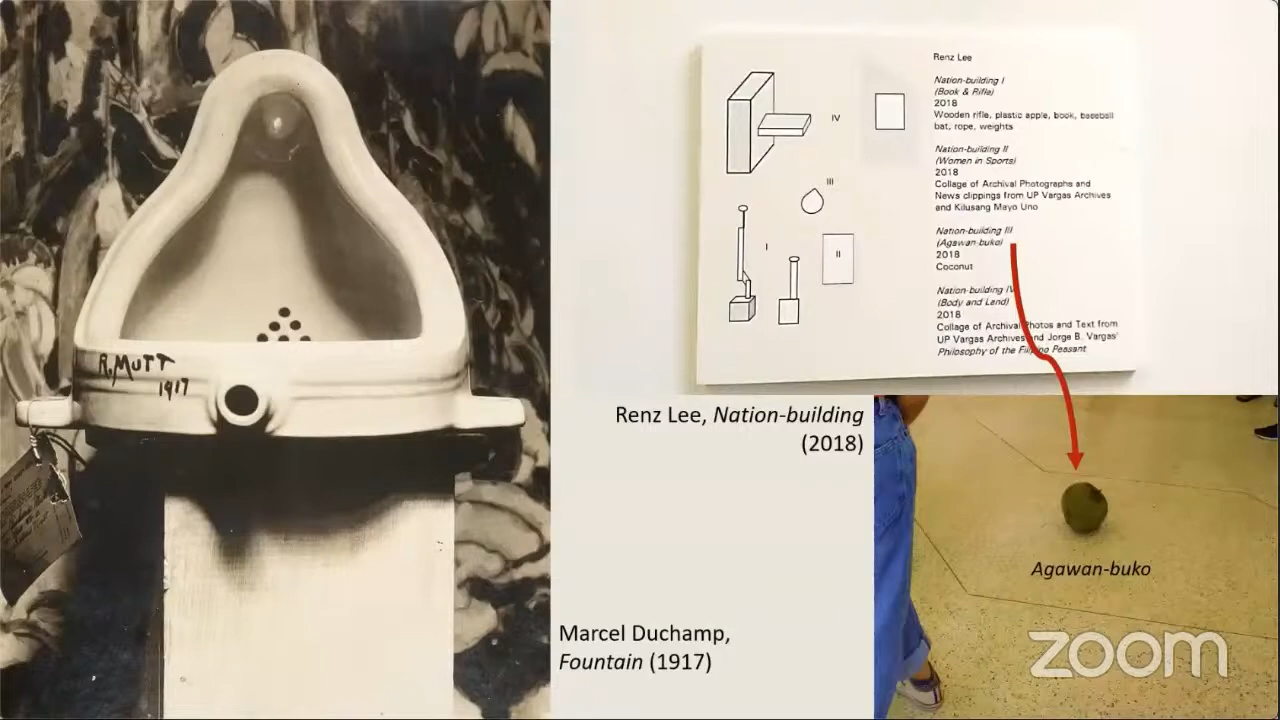 R.MUTT
1917
Renz Lee
Nation-building I
(Book & Rifle)
2018
Wooden rifle, plastic apple, book, baseball
bat, rope, weights
Nation-building II
(Women in Sports)
2018
Collage of Archival Photographs and
News clippings from UP Vargas Archives
and Kilusang Mayo Uno
Nation-building III
(Agawan-buko)
2018
Coconut
Nation-building IV
(Body and Land)
2018
Collage of Archival Photos and Text from
UP Vargas Archives and Jorge B. Vargas'
Philosophy of the Filipino Peasant
IV
III
I
II
Renz Lee, Nation-building
(2018)
Marcel Duchamp,
Fountain (1917)
Agawan-buko
zoom